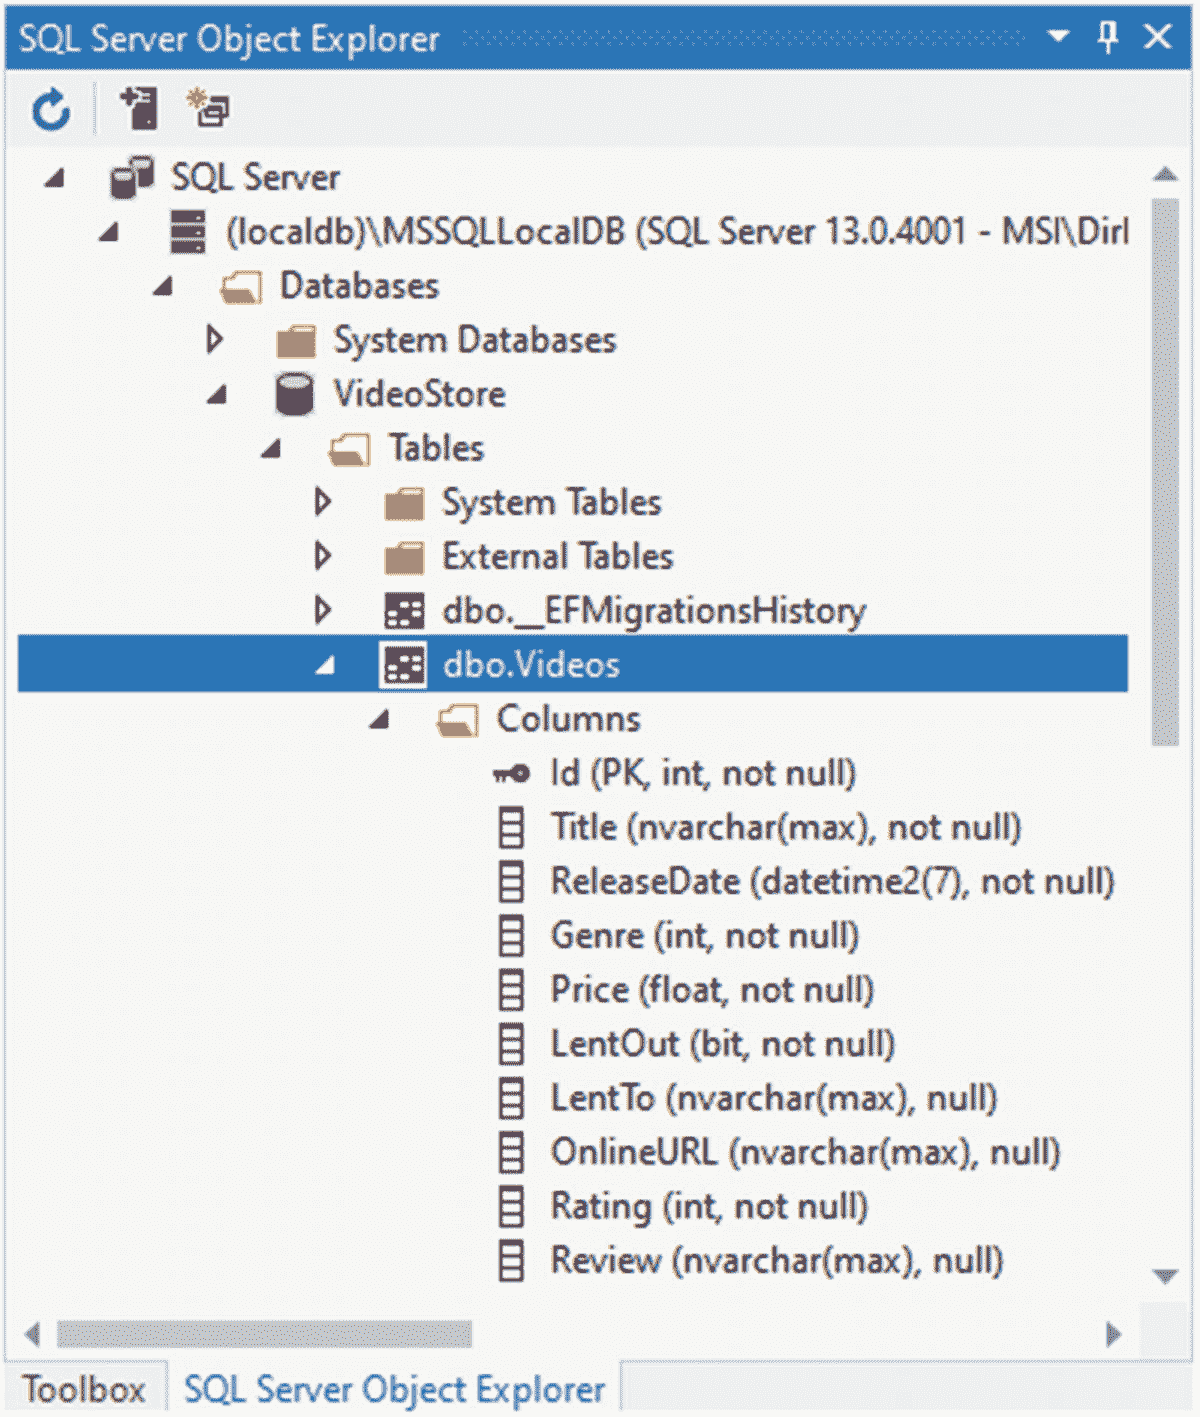 SQL Server Object Explorer
SQL Server
(localdb)\MSSQLLocalDB (SQL Server 13.0.4001 - MSI\Dirl
Databases
System Databases
VideoStore
Tables
System Tables
External Tables
dbo.__EFMigrationsHistory
dbo.Videos
Columns
Id (PK, int, not null)
Title (nvarchar(max), not null)
ReleaseDate (datetime2(7), not null)
Genre (int, not null)
Price (float, not null)
LentOut (bit, not null)
LentTo (nvarchar(max), null)
OnlineURL (nvarchar(max), null)
Rating (int, not null)
Review (nvarchar(max), null)
Toolbox SQL Server Object Explorer